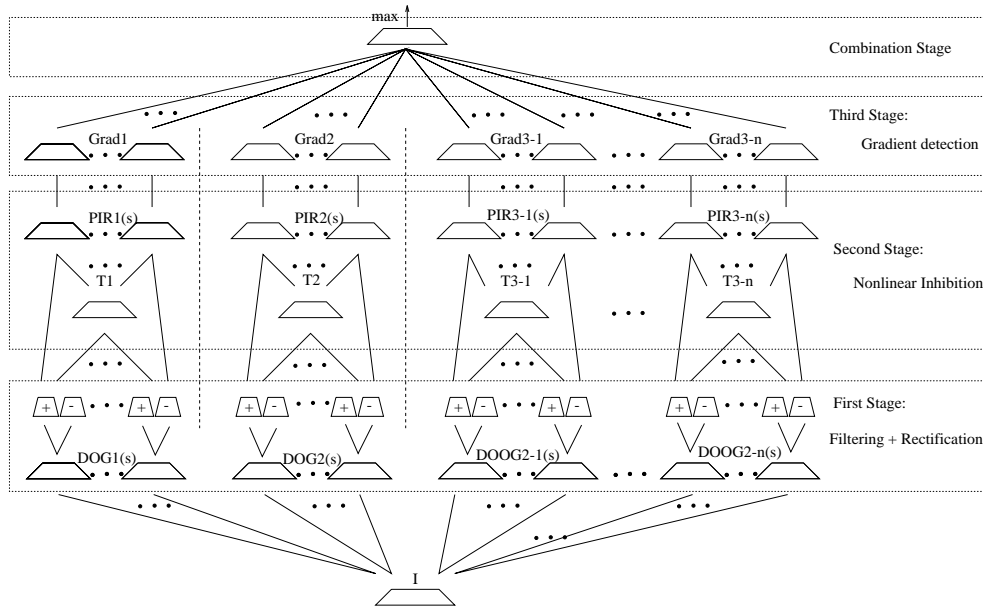 max
Combination Stage
Third Stage:
Grad1 Grad2 Grad3-1 Grad3-n
Gradient detection
PIR1(s) PIR2(s) PIR3-1(s) PIR3-n(s)
Second Stage:
T1 T2 T3-1 T3-n
Nonlinear Inhibition
+ - + - + - + - + - + - + - + -
First Stage:
Filtering + Rectification
DOG1(s) DOG2(s) DOOG2-1(s) DOOG2-n(s)
I